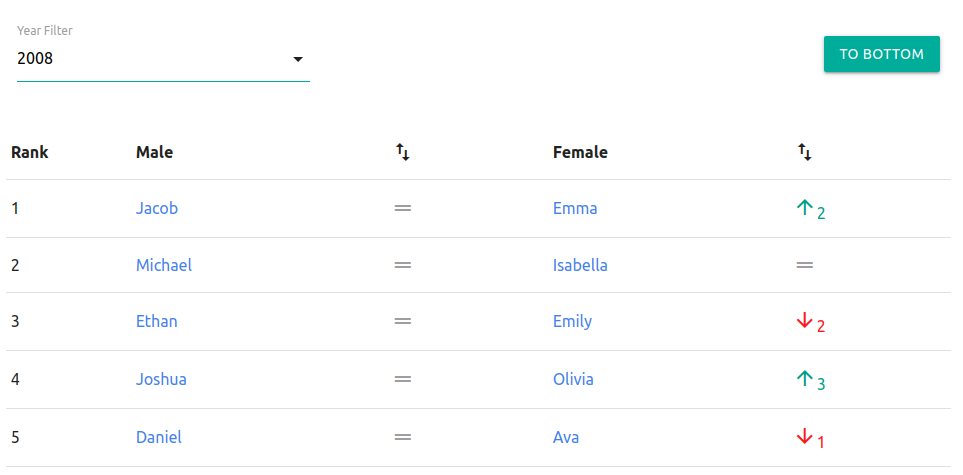 Year Filter
2008
TO BOTTOM
Rank Male Female
1 Jacob Emma 2
2 Michael Isabella
3 Ethan Emily 2
4 Joshua Olivia 3
5 Daniel Ava 1